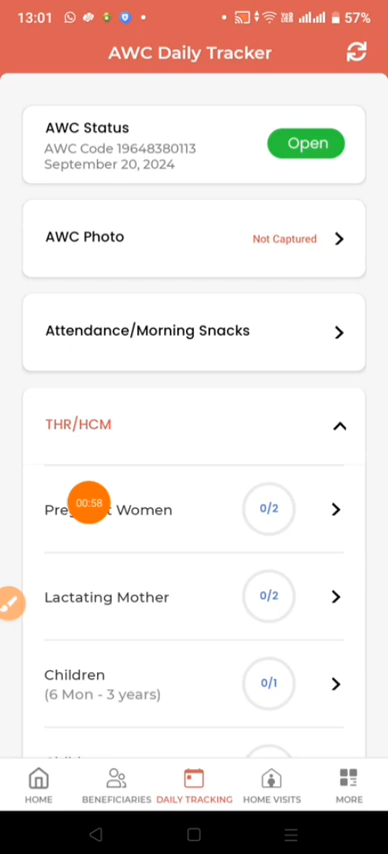 13:01 57%
AWC Daily Tracker
AWC Status
AWC Code 19648380113
September 20, 2024
Open
AWC Photo
Not Captured
Attendance/Morning Snacks
THR/HCM
00:58
Women
0/2
Lactating Mother
0/2
Children
(6 Mon - 3 years)
0/1
HOME BENEFICIARIES DAILY TRACKING HOME VISITS MORE